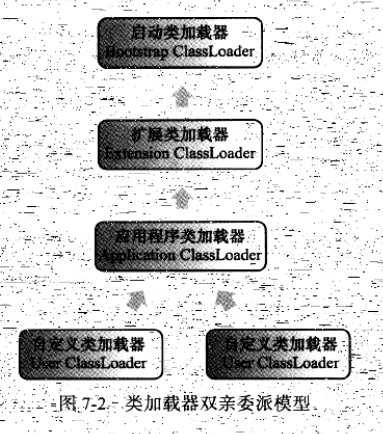 启动类加载器
Bootstrap ClassLoader
扩展类加载器
Extension ClassLoader
应用程序类加载器
Application ClassLoader
自定义类加载器
User ClassLoader
自定义类加载器
User ClassLoader
图 7-2 类加载器双亲委派模型